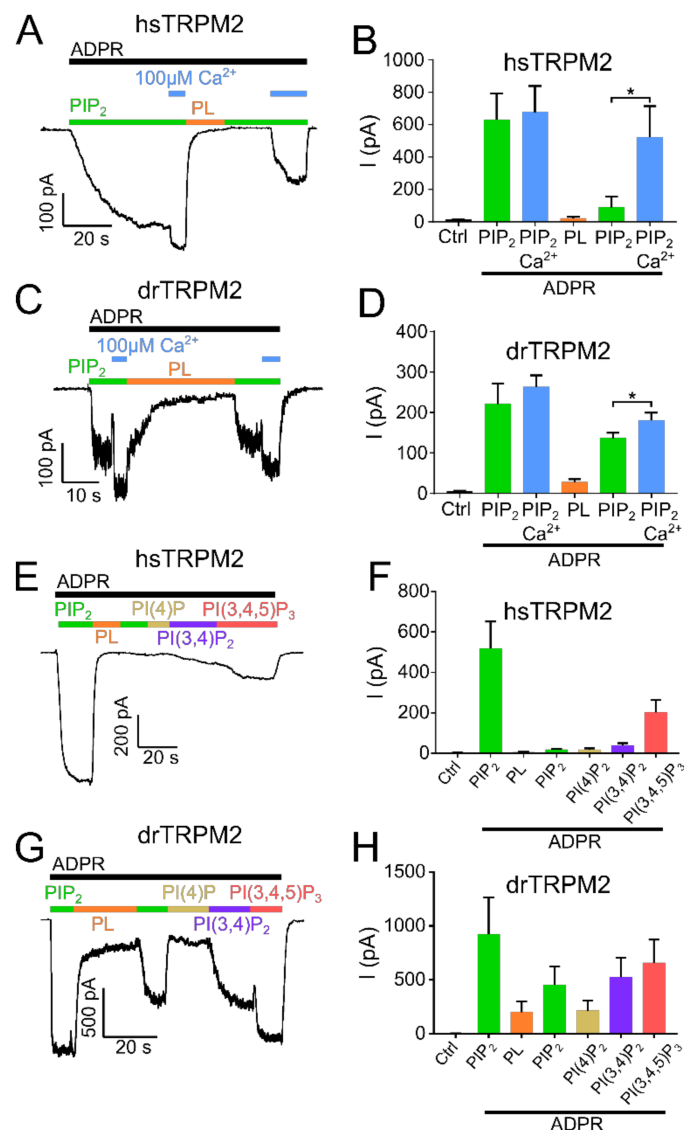 A
hsTRPM2
ADPR
100μM Ca²⁺
PIP₂
PL
100 pA
20 s
B
hsTRPM2
I (pA)
1000
800
600
400
200
0
Ctrl PIP₂ PIP₂ PL PIP₂ PIP₂
Ca²⁺ Ca²⁺
*
ADPR
C
drTRPM2
ADPR
100μM Ca²⁺
PIP₂
PL
100 pA
10 s
D
drTRPM2
I (pA)
400
300
200
100
0
Ctrl PIP₂ PIP₂ PL PIP₂ PIP₂
Ca²⁺ Ca²⁺
*
ADPR
E
hsTRPM2
ADPR
PIP₂ PI(4)P PI(3,4,5)P₃
PL PI(3,4)P₂
200 pA
20 s
F
hsTRPM2
I (pA)
800
600
400
200
0
Ctrl PIP₂ PL PIP₂ PI(4)P₂ PI(3,4)P₂ PI(3,4,5)P₃
ADPR
G
drTRPM2
ADPR
PIP₂ PI(4)P PI(3,4,5)P₃
PL PI(3,4)P₂
500 pA
20 s
H
drTRPM2
I (pA)
1500
1000
500
0
Ctrl PIP₂ PL PIP₂ PI(4)P₂ PI(3,4)P₂ PI(3,4,5)P₃
ADPR